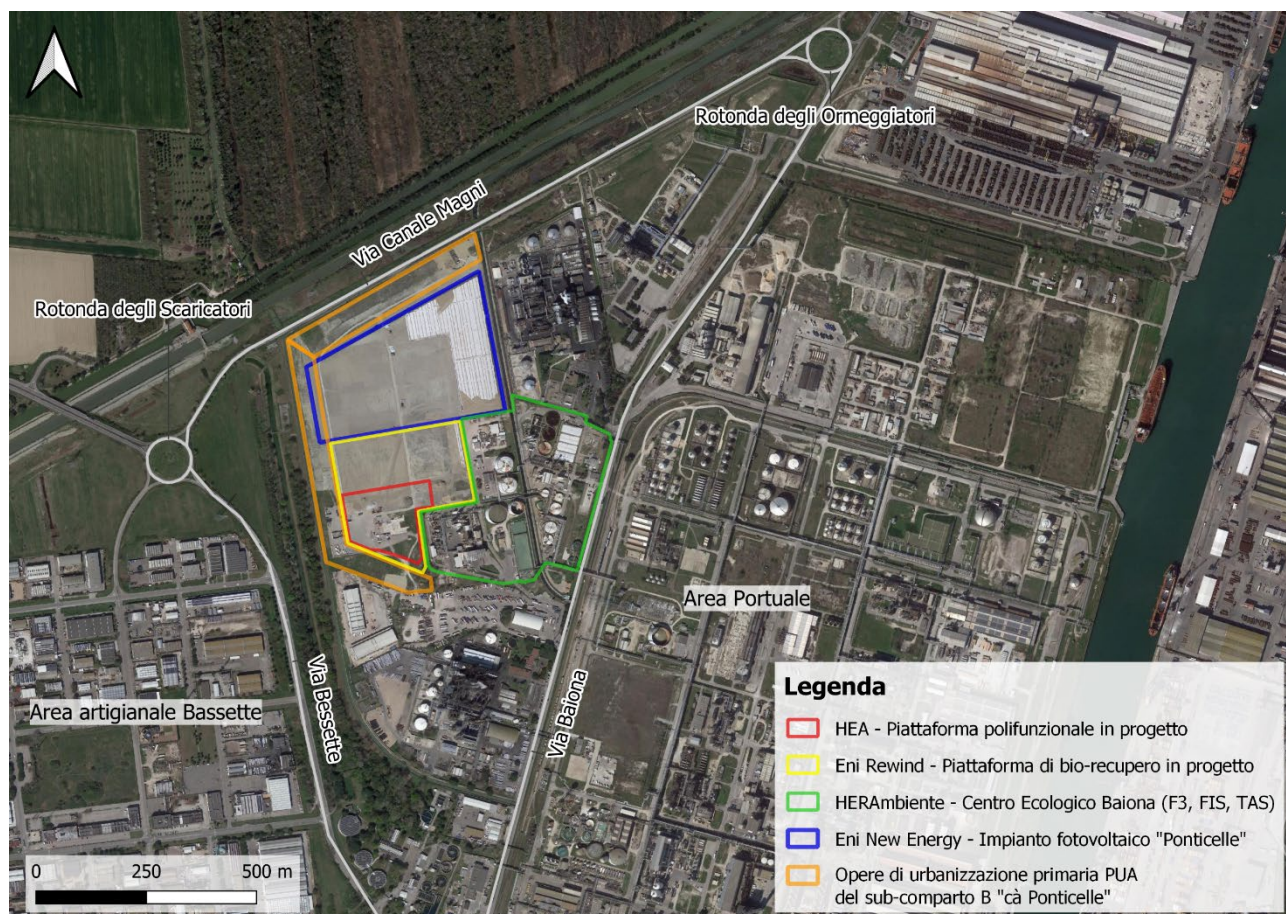 Rotonda degli Ormeggiatori
Via Canale Magni
Rotonda degli Scaricatori
Area Portuale
Area artigianale Bassette
Via Bessette
Via Baiona
Legenda
HEA - Piattaforma polifunzionale in progetto
Eni Rewind - Piattaforma di bio-recupero in progetto
HERAmbiente - Centro Ecologico Baiona (F3, FIS, TAS)
Eni New Energy - Impianto fotovoltaico "Ponticelle"
Opere di urbanizzazione primaria PUA
del sub-comparto B "cà Ponticelle"
0 250 500 m